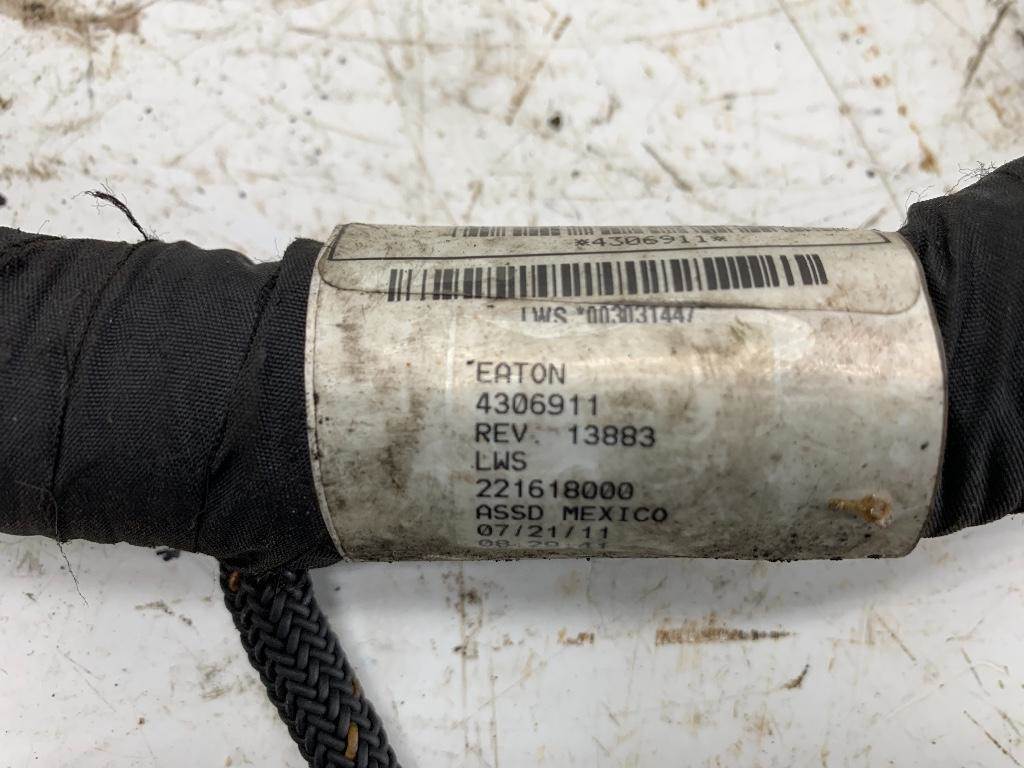 *4306911*
LWS *003031447
EATON
4306911
REV. 13883
LWS
221618000
ASSD MEXICO
07/21/11